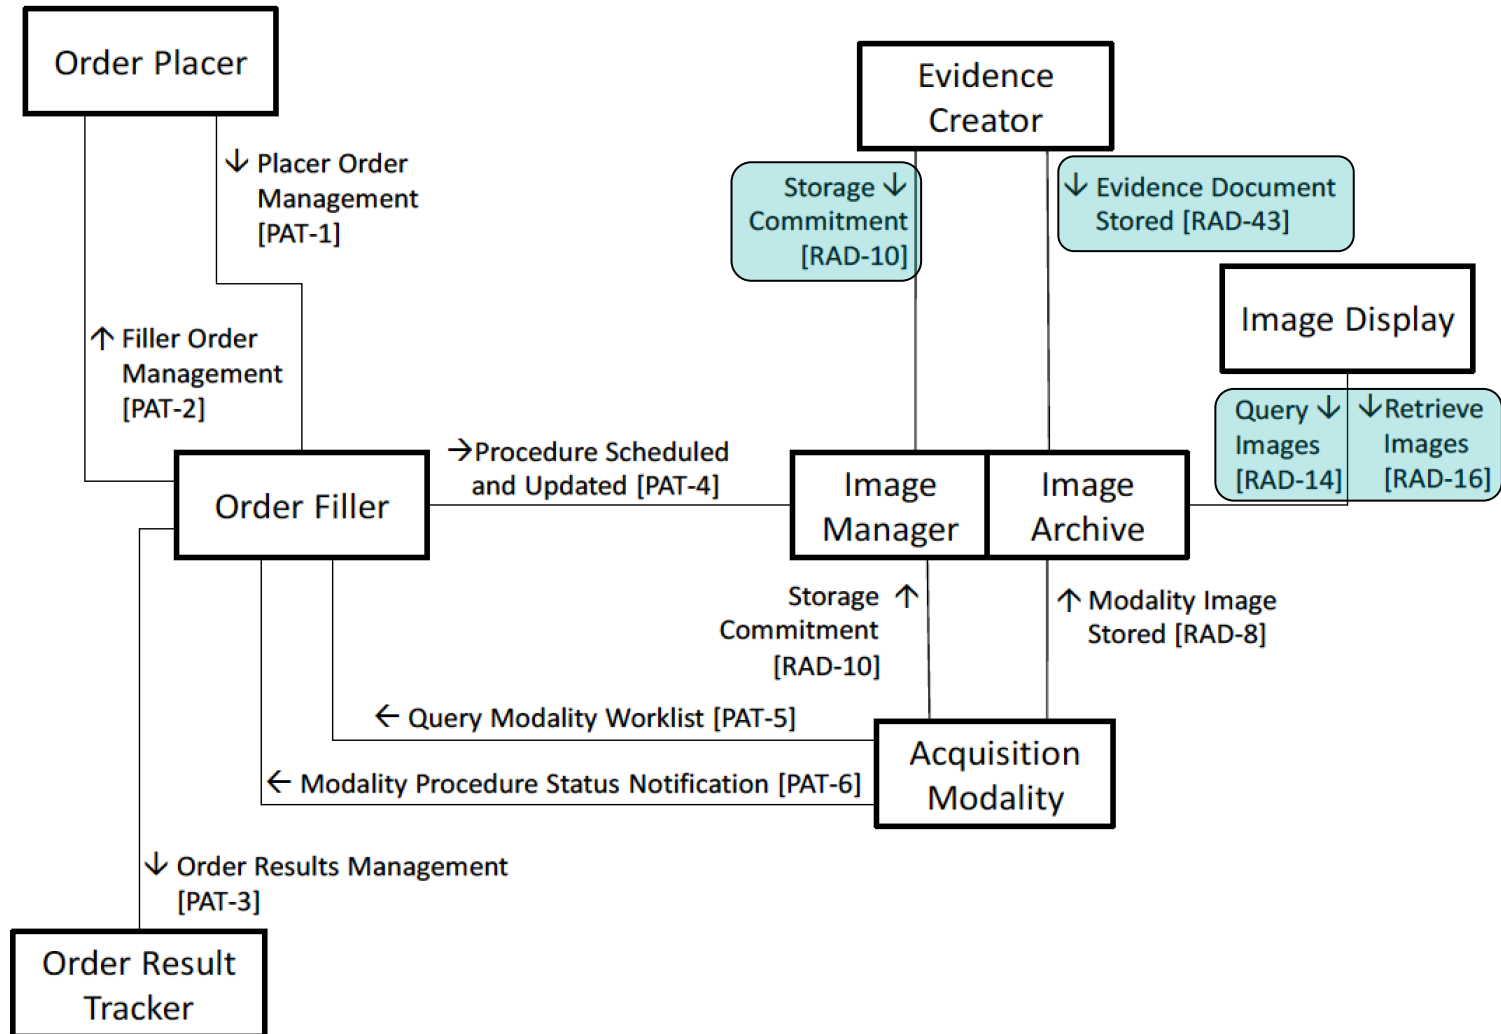 Order Placer
Evidence
Creator
↓ Placer Order
Management
[PAT-1]
Storage ↓
Commitment
[RAD-10]
↓ Evidence Document
Stored [RAD-43]
Image Display
↑ Filler Order
Management
[PAT-2]
Query ↓
Images
[RAD-14]
↓Retrieve
Images
[RAD-16]
→Procedure Scheduled
and Updated [PAT-4]
Order Filler
Image
Manager
Image
Archive
Storage ↑
Commitment
[RAD-10]
↑ Modality Image
Stored [RAD-8]
← Query Modality Worklist [PAT-5]
← Modality Procedure Status Notification [PAT-6]
Acquisition
Modality
↓ Order Results Management
[PAT-3]
Order Result
Tracker